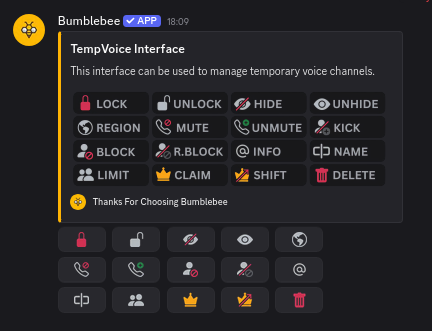 Bumblebee ✓ APP 18:09
TempVoice Interface
This interface can be used to manage temporary voice channels.
LOCK UNLOCK HIDE UNHIDE
REGION MUTE UNMUTE KICK
BLOCK R.BLOCK @ INFO NAME
LIMIT CLAIM SHIFT DELETE
Thanks For Choosing Bumblebee
@